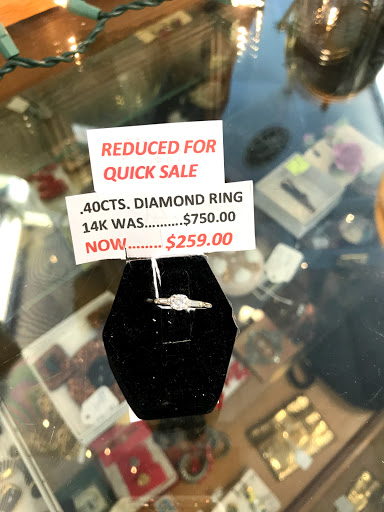 REDUCED FOR
QUICK SALE
.40CTS. DIAMOND RING
14K WAS..........$750.00
NOW........ $259.00